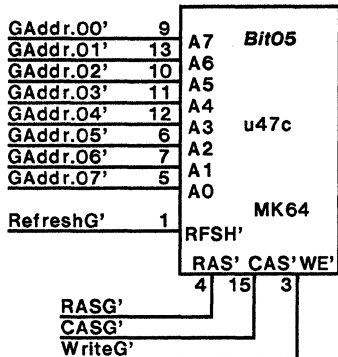 GAddr.00' 9 A7 Bit05
GAddr.01' 13 A6
GAddr.02' 10 A5
GAddr.03' 11 A4
GAddr.04' 12 A3 u47c
GAddr.05' 6 A2
GAddr.06' 7 A1
GAddr.07' 5 A0
MK64
RefreshG' 1 RFSH'
RAS' CAS' WE'
4 15 3
RASG'
CASG'
WriteG'